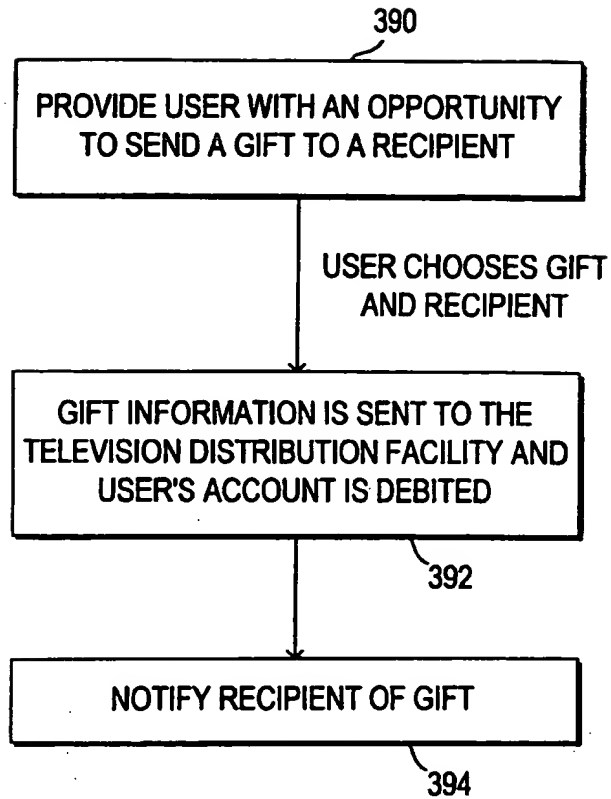 390
PROVIDE USER WITH AN OPPORTUNITY
TO SEND A GIFT TO A RECIPIENT
USER CHOOSES GIFT
AND RECIPIENT
GIFT INFORMATION IS SENT TO THE
TELEVISION DISTRIBUTION FACILITY AND
USER'S ACCOUNT IS DEBITED
392
NOTIFY RECIPIENT OF GIFT
394